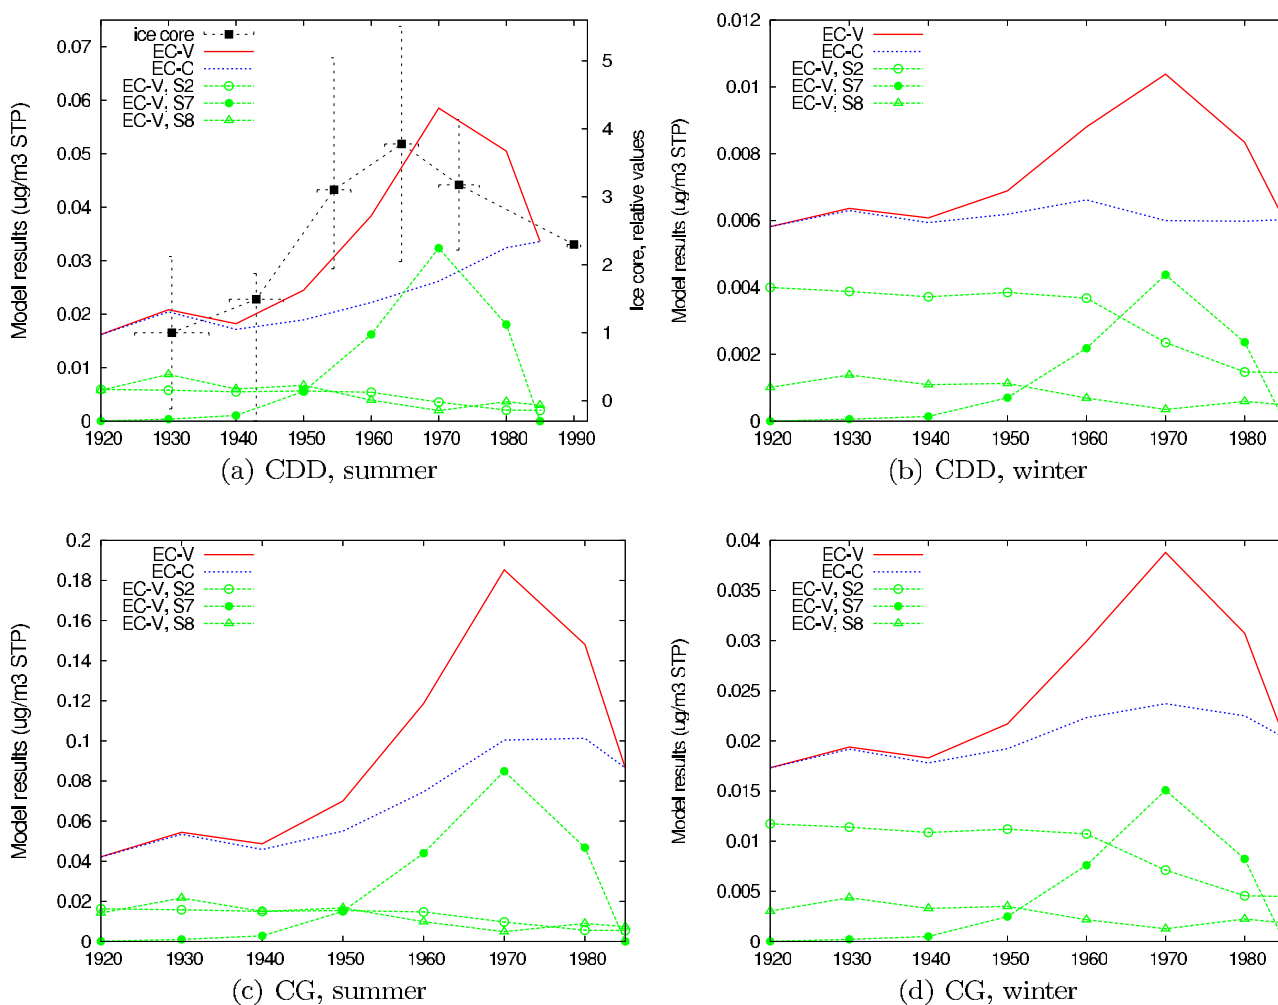 ice core
EC-V
EC-C
EC-V, S2
EC-V, S7
EC-V, S8
Model results (ug/m3 STP)
0.07
0.06
0.05
0.04
0.03
0.02
0.01
0
5
4
3
2
1
0
Ice core, relative values
1920 1930 1940 1950 1960 1970 1980 1990
(a) CDD, summer
EC-V
EC-C
EC-V, S2
EC-V, S7
EC-V, S8
Model results (ug/m3 STP)
0.012
0.01
0.008
0.006
0.004
0.002
0
1920 1930 1940 1950 1960 1970 1980
(b) CDD, winter
EC-V
EC-C
EC-V, S2
EC-V, S7
EC-V, S8
Model results (ug/m3 STP)
0.2
0.18
0.16
0.14
0.12
0.1
0.08
0.06
0.04
0.02
0
1920 1930 1940 1950 1960 1970 1980
(c) CG, summer
EC-V
EC-C
EC-V, S2
EC-V, S7
EC-V, S8
Model results (ug/m3 STP)
0.04
0.035
0.03
0.025
0.02
0.015
0.01
0.005
0
1920 1930 1940 1950 1960 1970 1980
(d) CG, winter